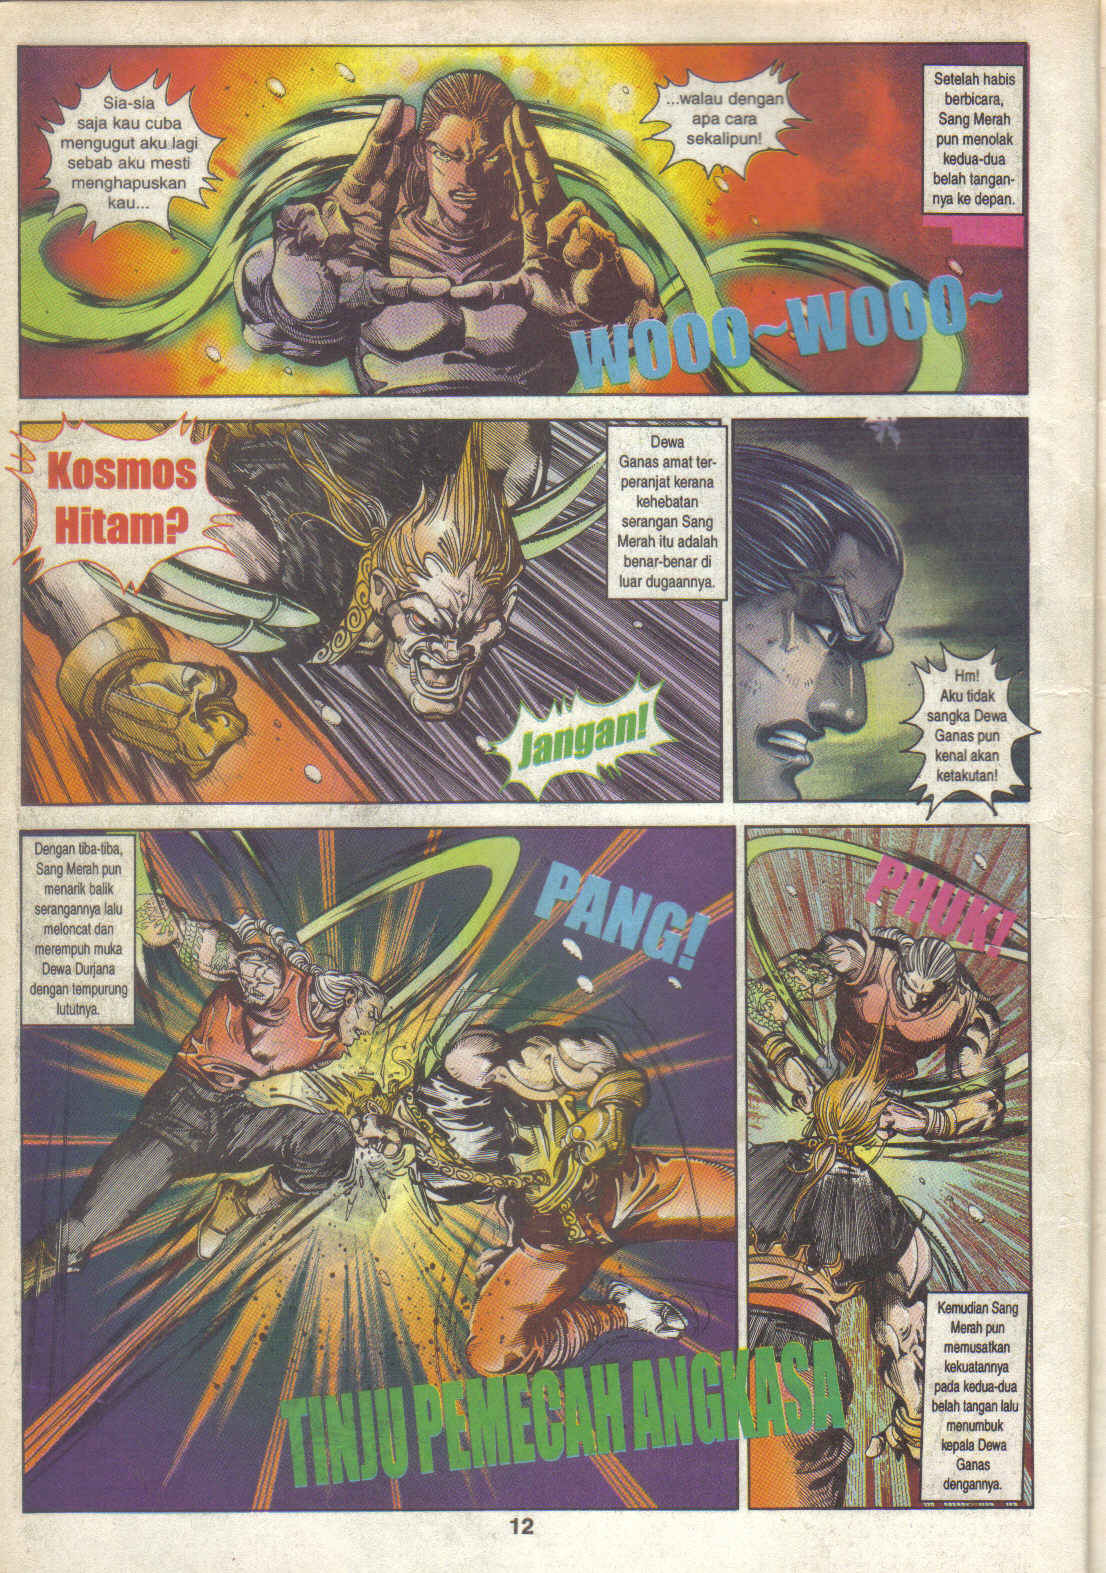 Sia-sia
saja kau cuba
mengugut aku lagi
sebab aku mesti
menghapuskan
kau...
...walau dengan
apa cara
sekalipun!
Setelah habis
berbicara,
Sang Merah
pun menolak
kedua-dua
belah tangan-
nya ke depan.
WOOO~WOOO~
Kosmos
Hitam?
Dewa
Ganas amat ter-
peranjat kerana
kehebatan
serangan Sang
Merah itu adalah
benar-benar di
luar dugaannya.
Jangan!
Hm!
Aku tidak
sangka Dewa
Ganas pun
kenal akan
ketakutan!
Dengan tiba-tiba,
Sang Merah pun
menarik balik
serangannya lalu
meloncat dan
merempuh muka
Dewa Durjana
dengan tempurung
lututnya.
PANG!
PHUK!
TINJU PEMECAH ANGKASA
Kemudian Sang
Merah pun
memusatkan
kekuatannya
pada kedua-dua
belah tangan lalu
menumbuk
kepala Dewa
Ganas
dengannya.
12